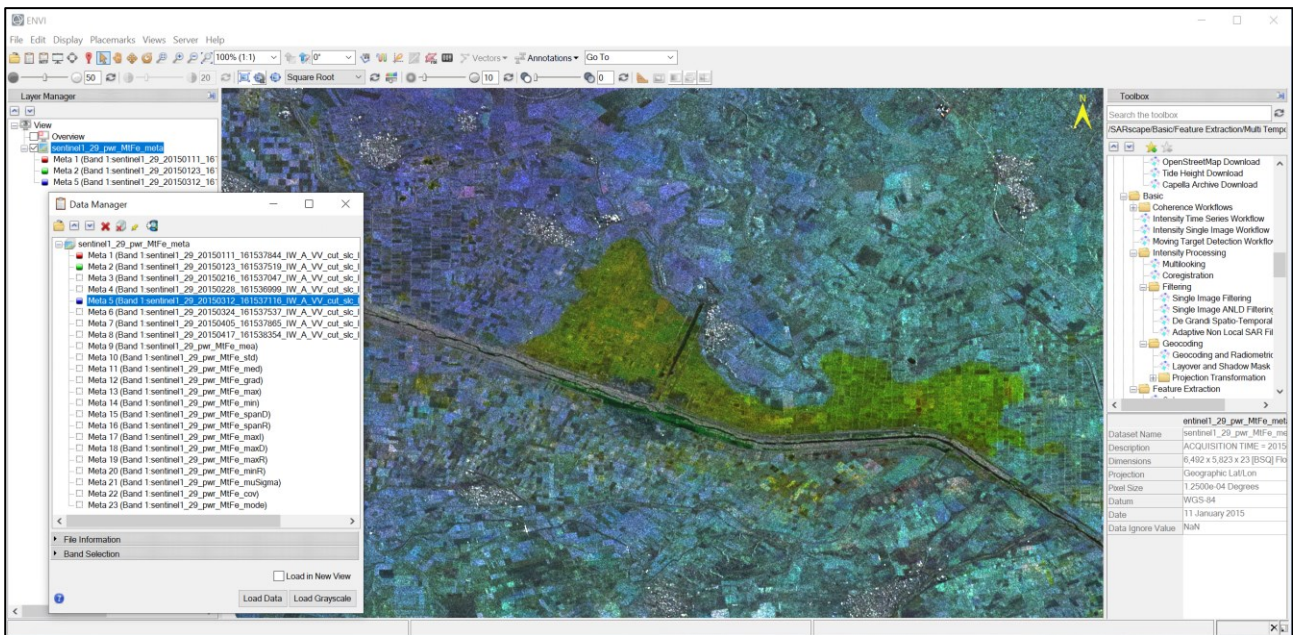 ENVI
File Edit Display Placemarks Views Server Help
100% (1:1) 0° Vectors Annotations Go To
50 20 Square Root 10 0
Layer Manager
View
Overview
sentinel1_29_pwr_MtFe_meta
Meta 1 (Band 1:sentinel1_29_20150111_16
Meta 2 (Band 1:sentinel1_29_20150123_16
Meta 5 (Band 1:sentinel1_29_20150312_16
Data Manager
sentinel1_29_pwr_MtFe_meta
Meta 1 (Band 1:sentinel1_29_20150111_161537844_IW_A_VV_cut_slc_l
Meta 2 (Band 1:sentinel1_29_20150123_161537519_IW_A_VV_cut_slc_l
Meta 3 (Band 1:sentinel1_29_20150216_161537047_IW_A_VV_cut_slc_l
Meta 4 (Band 1:sentinel1_29_20150228_161536999_IW_A_VV_cut_slc_l
Meta 5 (Band 1:sentinel1_29_20150312_161537116_IW_A_VV_cut_slc_l
Meta 6 (Band 1:sentinel1_29_20150324_161537537_IW_A_VV_cut_slc_l
Meta 7 (Band 1:sentinel1_29_20150405_161537865_IW_A_VV_cut_slc_l
Meta 8 (Band 1:sentinel1_29_20150417_161538354_IW_A_VV_cut_slc_l
Meta 9 (Band 1:sentinel1_29_pwr_MtFe_mea)
Meta 10 (Band 1:sentinel1_29_pwr_MtFe_std)
Meta 11 (Band 1:sentinel1_29_pwr_MtFe_med)
Meta 12 (Band 1:sentinel1_29_pwr_MtFe_grad)
Meta 13 (Band 1:sentinel1_29_pwr_MtFe_max)
Meta 14 (Band 1:sentinel1_29_pwr_MtFe_min)
Meta 15 (Band 1:sentinel1_29_pwr_MtFe_spanD)
Meta 16 (Band 1:sentinel1_29_pwr_MtFe_spanR)
Meta 17 (Band 1:sentinel1_29_pwr_MtFe_maxI)
Meta 18 (Band 1:sentinel1_29_pwr_MtFe_maxD)
Meta 19 (Band 1:sentinel1_29_pwr_MtFe_maxR)
Meta 20 (Band 1:sentinel1_29_pwr_MtFe_minR)
Meta 21 (Band 1:sentinel1_29_pwr_MtFe_muSigma)
Meta 22 (Band 1:sentinel1_29_pwr_MtFe_cov)
Meta 23 (Band 1:sentinel1_29_pwr_MtFe_mode)
File Information
Band Selection
Load in New View
Load Data Load Grayscale
N
Toolbox
Search the toolbox
/SARscape/Basic/Feature Extraction/Multi Tempo
OpenStreetMap Download
Tide Height Download
Capella Archive Download
Basic
Coherence Workflows
Intensity Time Series Workflow
Intensity Single Image Workflow
Moving Target Detection Workflo
Intensity Processing
Multilooking
Coregistration
Filtering
Single Image Filtering
Single Image ANLD Filtering
De Grandi Spatio-Temporal
Adaptive Non Local SAR Fil
Geocoding
Geocoding and Radiometric
Layover and Shadow Mask
Projection Transformation
Feature Extraction
entinel1_29_pwr_MtFe_met
Dataset Name sentinel1_29_pwr_MtFe_me
Description ACQUISITION TIME = 2015
Dimensions 6,492 x 5,823 x 23 [BSQ] Flo
Projection Geographic Lat/Lon
Pixel Size 1.2500e-04 Degrees
Datum WGS-84
Date 11 January 2015
Data Ignore Value NaN